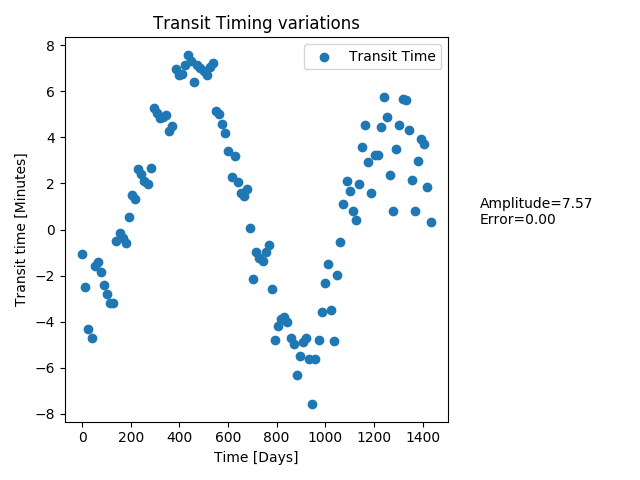 Transit Timing variations
Transit Time
Transit time [Minutes]
8
6
4
2
0
−2
−4
−6
−8
0 200 400 600 800 1000 1200 1400
Time [Days]
Amplitude=7.57
Error=0.00